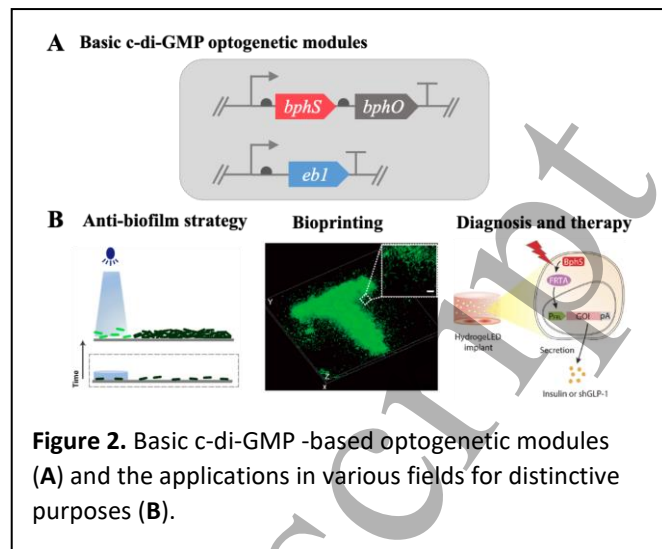 A Basic c-di-GMP optogenetic modules
bphS bphO
eb1
B Anti-biofilm strategy Bioprinting Diagnosis and therapy
Time
Y
Z
X
HydrogeLED
implant
BphS
FRTA
GOI pA
Secretion
Insulin or shGLP-1
Figure 2. Basic c-di-GMP -based optogenetic modules
(A) and the applications in various fields for distinctive
purposes (B).
script